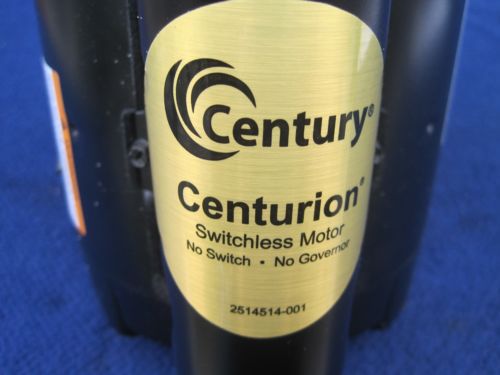 Century®
Centurion®
Switchless Motor
No Switch • No Governor
2514514-001